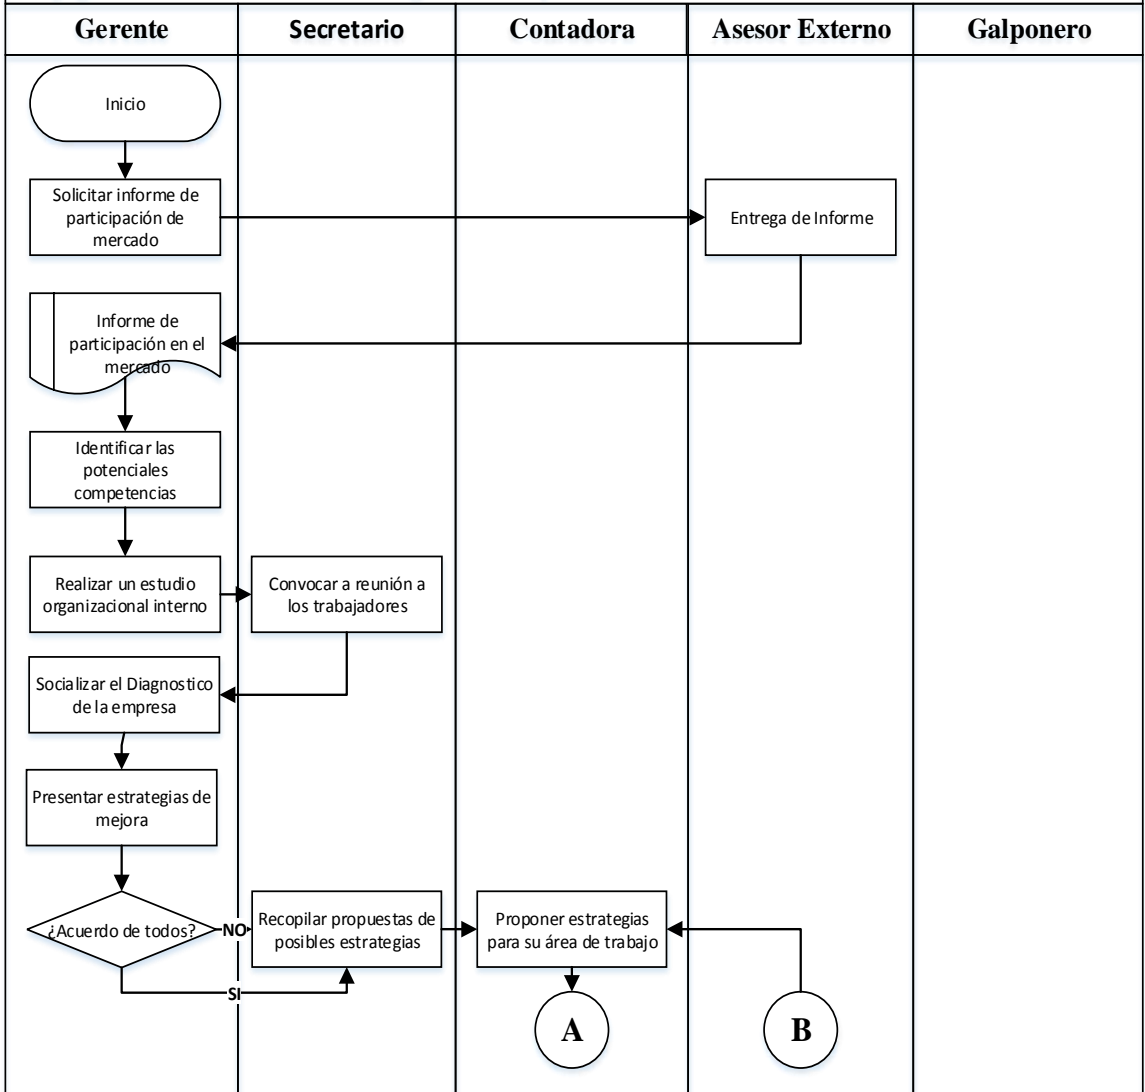 Gerente
Secretario
Contadora
Asesor Externo
Galponero
Inicio
Solicitar informe de
participación de
mercado
Entrega de Informe
Informe de
participación en el
mercado
Identificar las
potenciales
competencias
Realizar un estudio
organizacional interno
Convocar a reunión a
los trabajadores
Socializar el Diagnostico
de la empresa
Presentar estrategias de
mejora
¿Acuerdo de todos?
NO
Recopilar propuestas de
posibles estrategias
Proponer estrategias
para su área de trabajo
SI
A
B